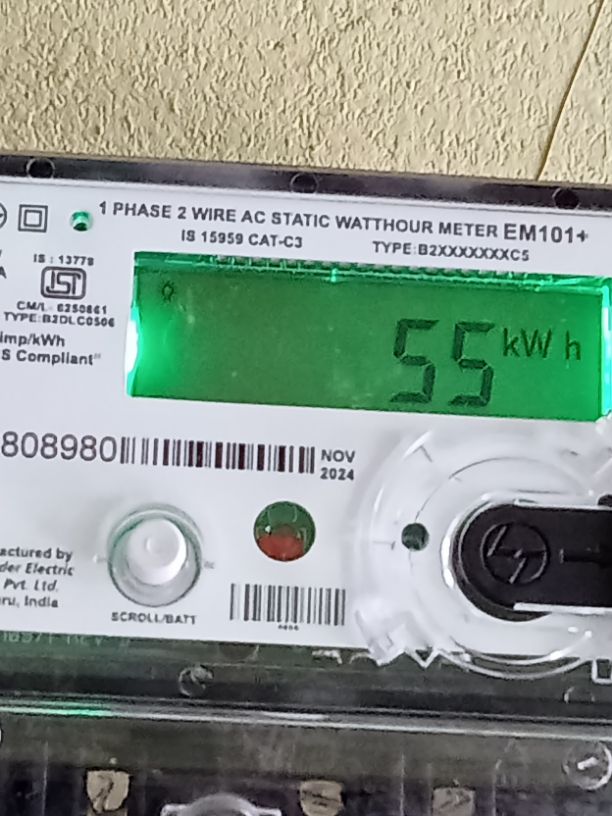 1 PHASE 2 WIRE AC STATIC WATTHOUR METER EM101+
IS 15959 CAT-C3
TYPE:B2XXXXXXXC5
IS : 13779
ISI
CM/L- 6250861
TYPE:B2DLC0506
imp/kWh
S Compliant"
55 kW h
808980
NOV
2024
actured by
der Electric
Pvt. Ltd.
ru, India
SCROLL/BATT